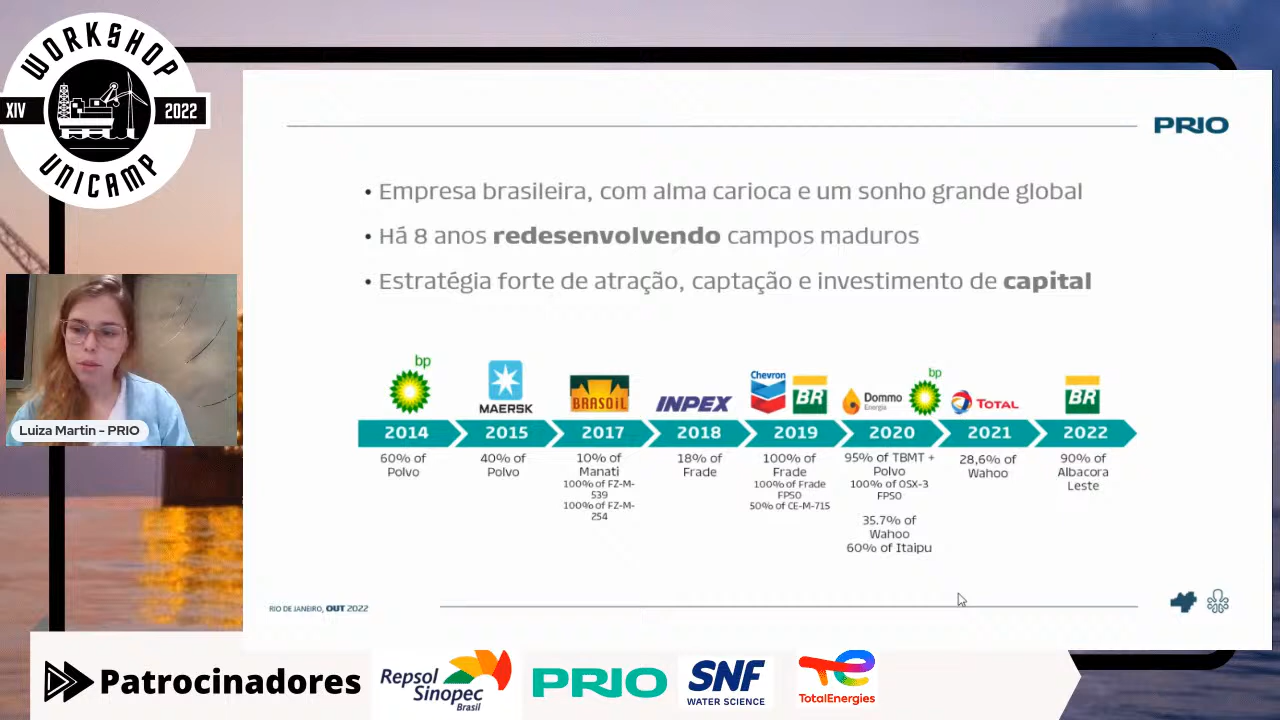 WORKSHOP
XIV
2022
UNICAMP
PRIO
• Empresa brasileira, com alma carioca e um sonho grande global
• Há 8 anos redesenvolvendo campos maduros
• Estratégia forte de atração, captação e investimento de capital
bp
MAERSK
BRASOIL
INPEX
Chevron
BR
Dommo
Energia
bp
TOTAL
BR
2014
2015
2017
2018
2019
2020
2021
2022
60% of
Polvo
40% of
Polvo
10% of
Manati
100% of FZ-M-
539
100% of FZ-M-
254
18% of
Frade
100% of
Frade
100% of Frade
FPSO
50% of CE-M-715
95% of TBMT +
Polvo
100% of OSX-3
FPSO
35.7% of
Wahoo
60% of Itaipu
28,6% of
Wahoo
90% of
Albacora
Leste
Luiza Martin - PRIO
RIO DE JANEIRO, OUT 2022
Patrocinadores
Repsol
Sinopec
Brasil
PRIO
SNF
WATER SCIENCE
TotalEnergies